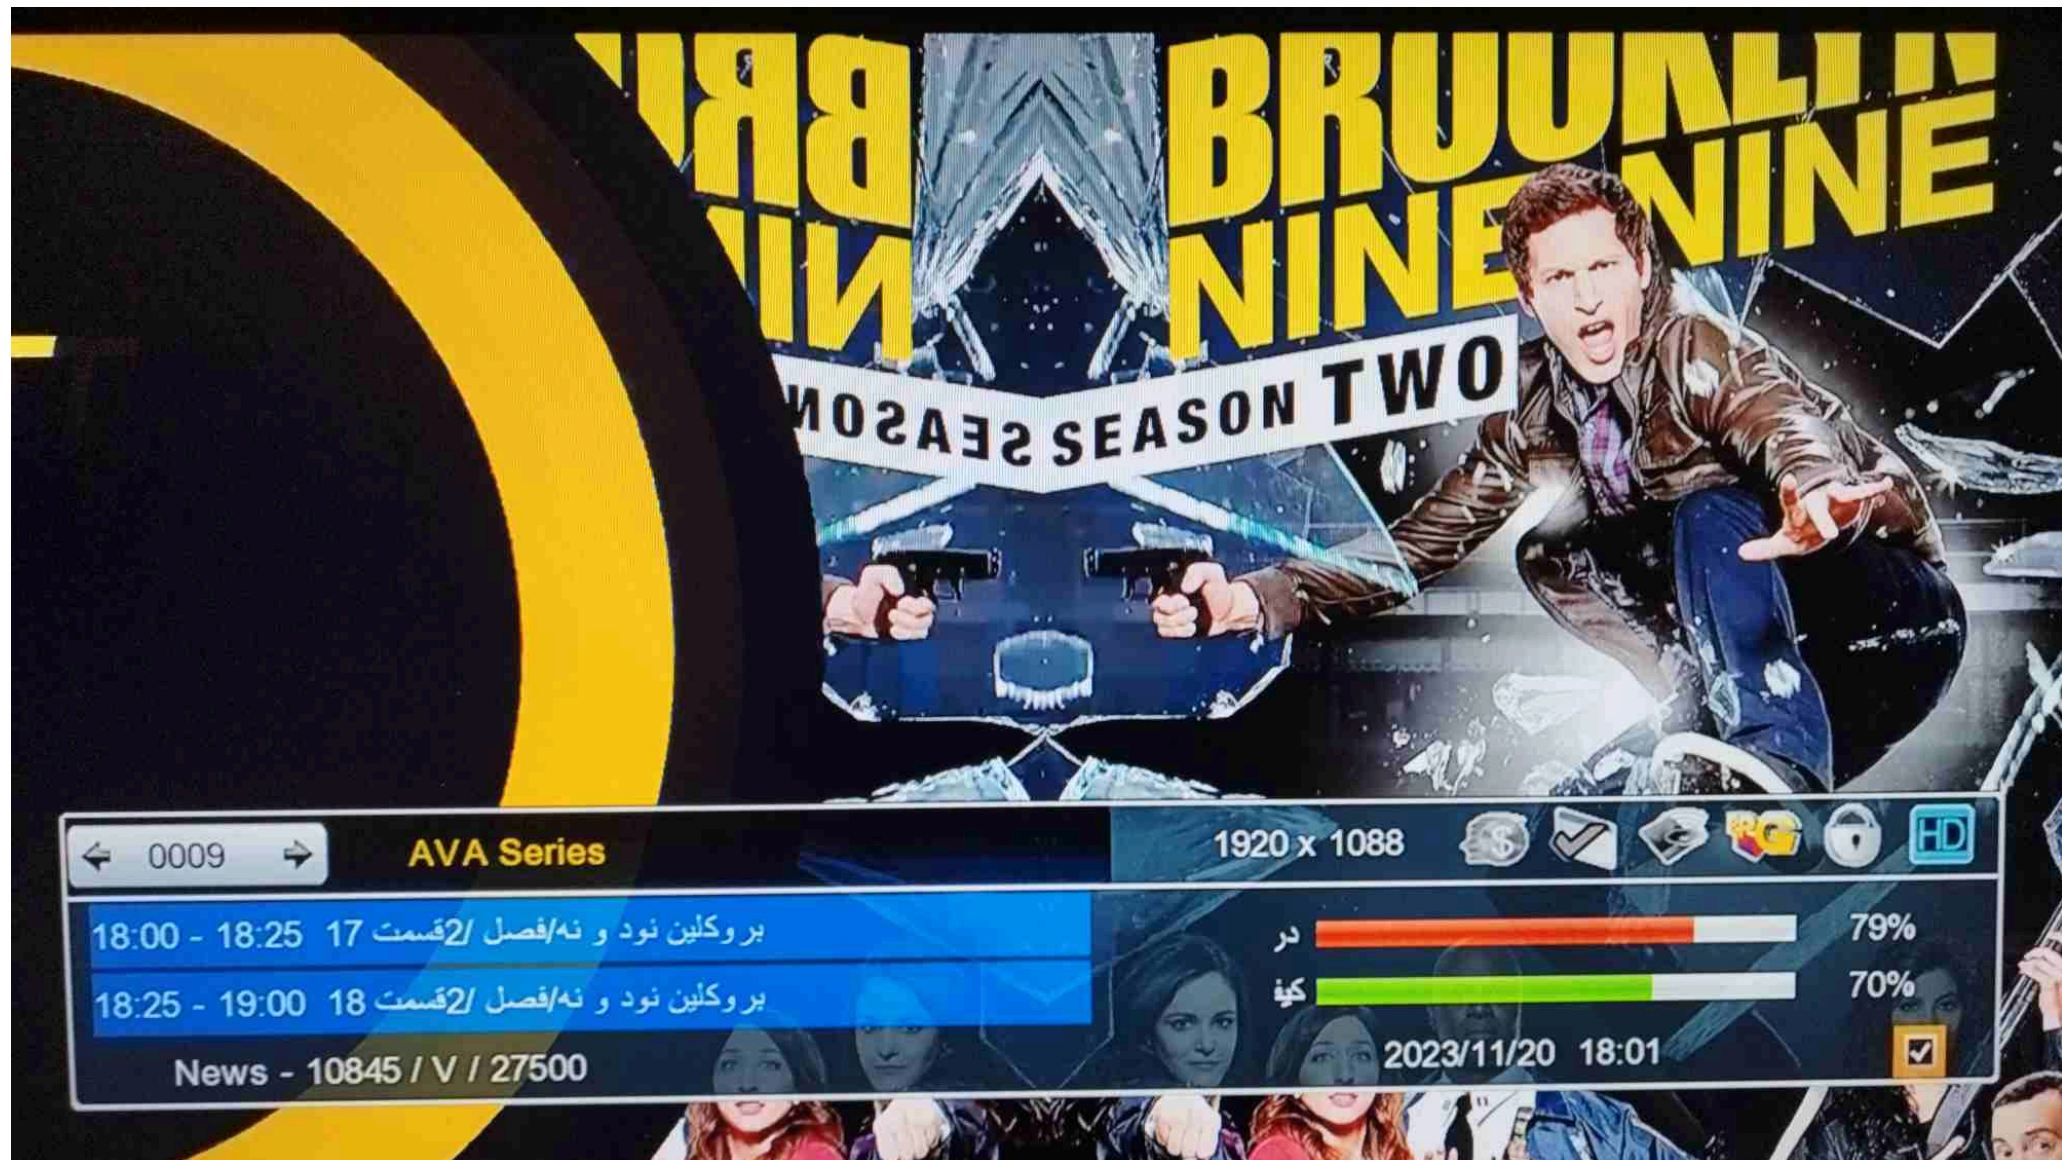 BROOKLYN
NINE-NINE
SEASON TWO
0009
AVA Series
1920 x 1088
HD
18:00 - 18:25 بروکلین نود و نه/فصل 2/قسمت 17
در 79%
18:25 - 19:00 بروکلین نود و نه/فصل 2/قسمت 18
کیف 70%
News - 10845 / V / 27500
2023/11/20 18:01